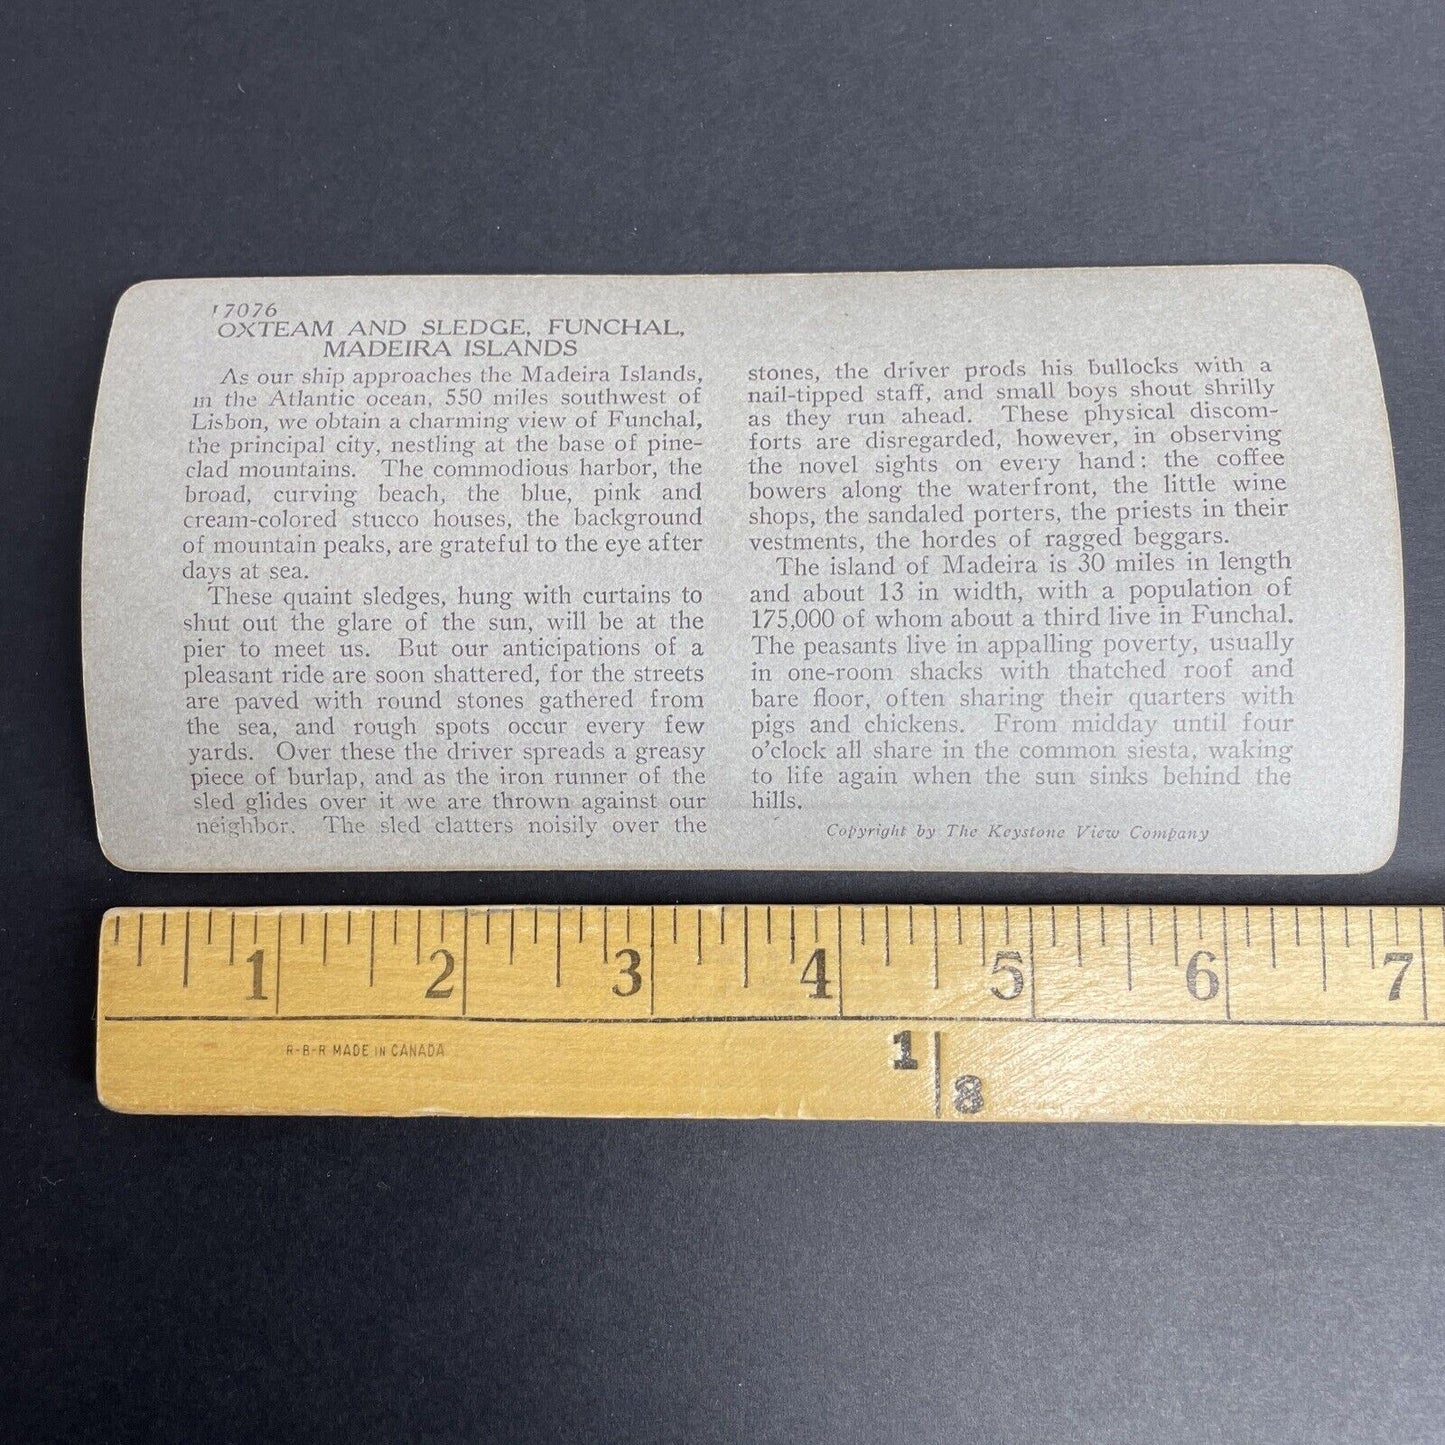 17076
OXTEAM AND SLEDGE, FUNCHAL,
MADEIRA ISLANDS
As our ship approaches the Madeira Islands,
in the Atlantic ocean, 550 miles southwest of
Lisbon, we obtain a charming view of Funchal,
the principal city, nestling at the base of pine-
clad mountains. The commodious harbor, the
broad, curving beach, the blue, pink and
cream-colored stucco houses, the background
of mountain peaks, are grateful to the eye after
days at sea.
These quaint sledges, hung with curtains to
shut out the glare of the sun, will be at the
pier to meet us. But our anticipations of a
pleasant ride are soon shattered, for the streets
are paved with round stones gathered from
the sea, and rough spots occur every few
yards. Over these the driver spreads a greasy
piece of burlap, and as the iron runner of the
sled glides over it we are thrown against our
neighbor. The sled clatters noisily over the
stones, the driver prods his bullocks with a
nail-tipped staff, and small boys shout shrilly
as they run ahead. These physical discom-
forts are disregarded, however, in observing
the novel sights on every hand: the coffee
bowers along the waterfront, the little wine
shops, the sandaled porters, the priests in their
vestments, the hordes of ragged beggars.
The island of Madeira is 30 miles in length
and about 13 in width, with a population of
175,000 of whom about a third live in Funchal.
The peasants live in appalling poverty, usually
in one-room shacks with thatched roof and
bare floor, often sharing their quarters with
pigs and chickens. From midday until four
o'clock all share in the common siesta, waking
to life again when the sun sinks behind the
hills.
Copyright by The Keystone View Company
1 2 3 4 5 6 7
R-B-R MADE IN CANADA
1/8